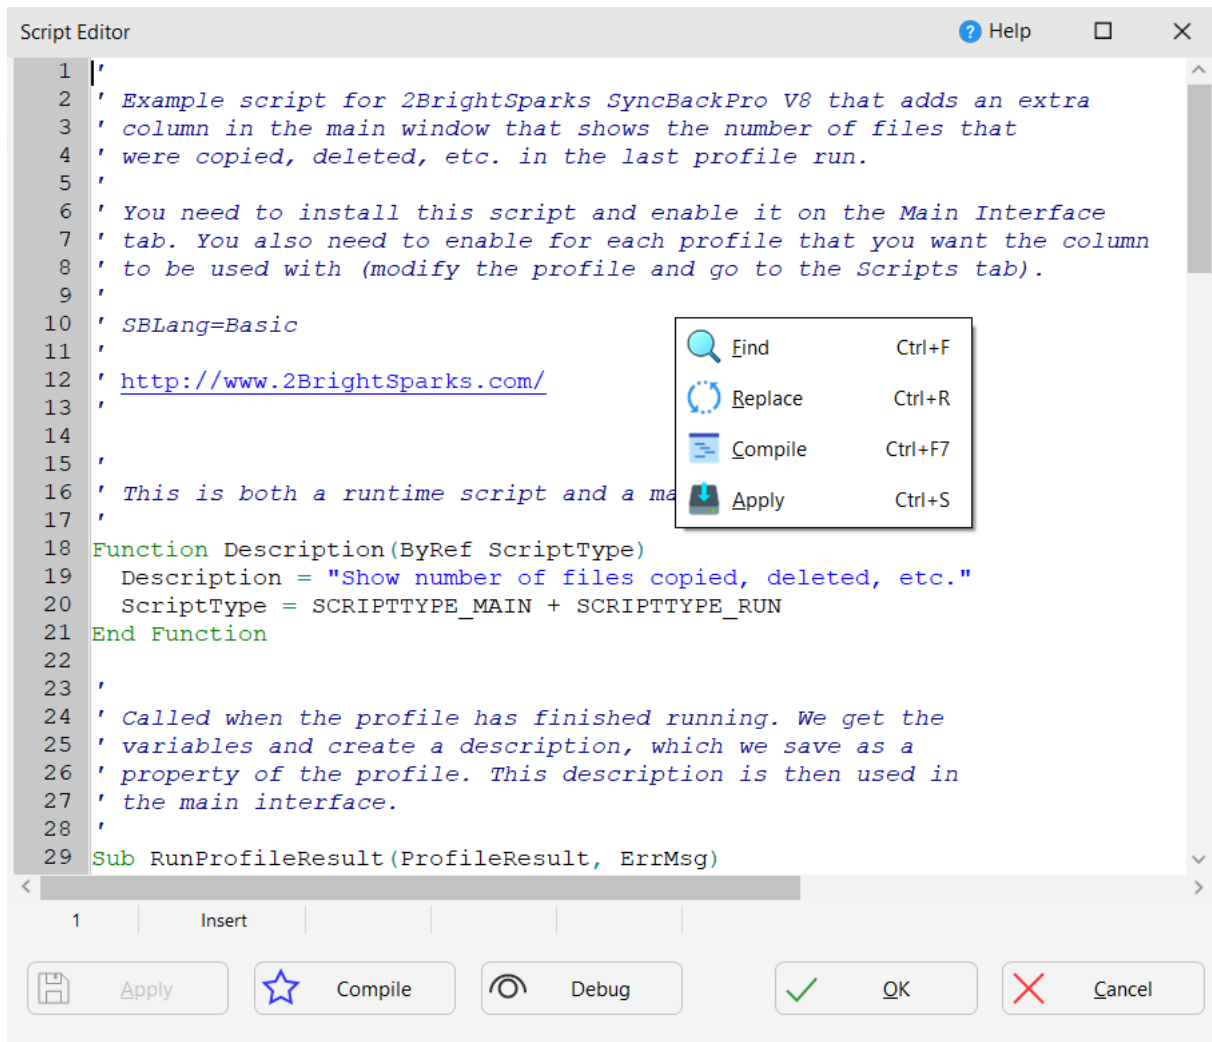 Script Editor
? Help
1 '
2 ' Example script for 2BrightSparks SyncBackPro V8 that adds an extra
3 ' column in the main window that shows the number of files that
4 ' were copied, deleted, etc. in the last profile run.
5 '
6 ' You need to install this script and enable it on the Main Interface
7 ' tab. You also need to enable for each profile that you want the column
8 ' to be used with (modify the profile and go to the Scripts tab).
9 '
10 ' SBLang=Basic
11 '
12 ' http://www.2BrightSparks.com/
13 '
14
15 '
16 ' This is both a runtime script and a ma
17 '
18 Function Description(ByRef ScriptType)
19   Description = "Show number of files copied, deleted, etc."
20   ScriptType = SCRIPTTYPE_MAIN + SCRIPTTYPE_RUN
21 End Function
22
23 '
24 ' Called when the profile has finished running. We get the
25 ' variables and create a description, which we save as a
26 ' property of the profile. This description is then used in
27 ' the main interface.
28 '
29 Sub RunProfileResult(ProfileResult, ErrMsg)
Find Ctrl+F
Replace Ctrl+R
Compile Ctrl+F7
Apply Ctrl+S
1 Insert
Apply Compile Debug OK Cancel